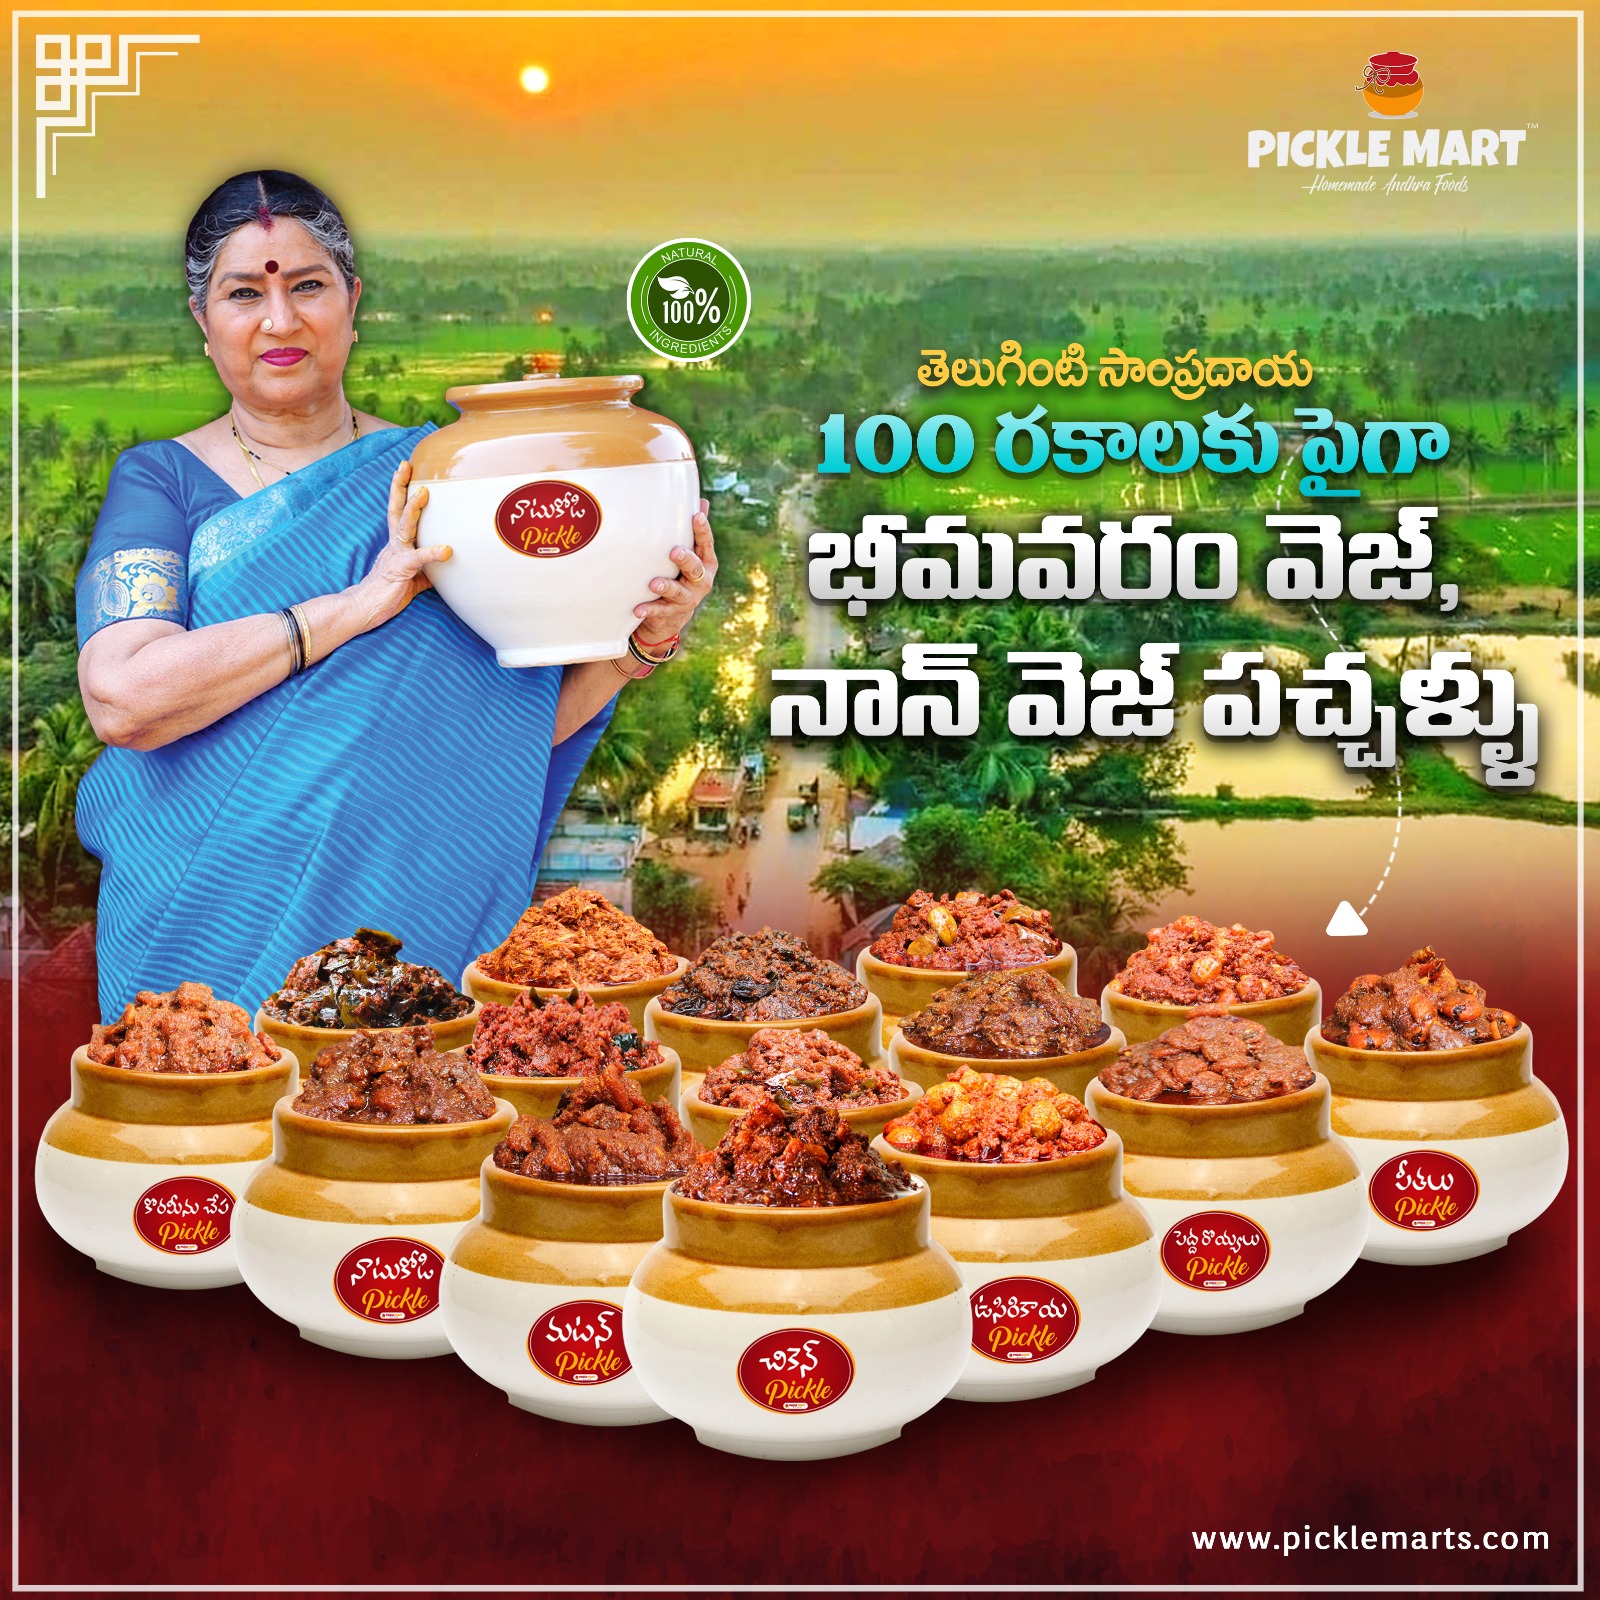 PICKLE MART™
Homemade Andhra Foods
NATURAL
100%
INGREDIENTS
తెలుగింటి సాంప్రదాయ
100 రకాలకు పైగా
భీమవరం వెజ్,
నాన్ వెజ్ పచ్చళ్ళు
నాటుకోడి
Pickle
కొరమీను చేప
Pickle
నాటుకోడి
Pickle
మటన్
Pickle
చికెన్
Pickle
ఉసిరికాయ
Pickle
పెద్ద రొయ్యలు
Pickle
పీతలు
Pickle
www.picklemarts.com